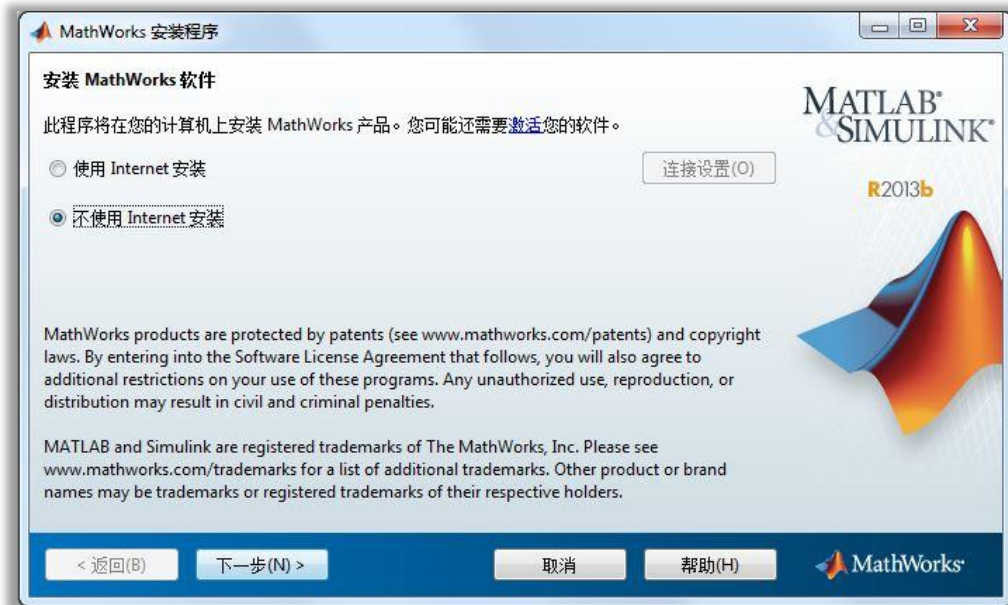 MathWorks 安装程序
安装 MathWorks 软件
此程序将在您的计算机上安装 MathWorks 产品。您可能还需要激活您的软件。
使用 Internet 安装
连接设置(O)
不使用 Internet 安装
MATLAB®
&SIMULINK®
R2013b
MathWorks products are protected by patents (see www.mathworks.com/patents) and copyright
laws. By entering into the Software License Agreement that follows, you will also agree to
additional restrictions on your use of these programs. Any unauthorized use, reproduction, or
distribution may result in civil and criminal penalties.
MATLAB and Simulink are registered trademarks of The MathWorks, Inc. Please see
www.mathworks.com/trademarks for a list of additional trademarks. Other product or brand
names may be trademarks or registered trademarks of their respective holders.
< 返回(B)
下一步(N) >
取消
帮助(H)
MathWorks®